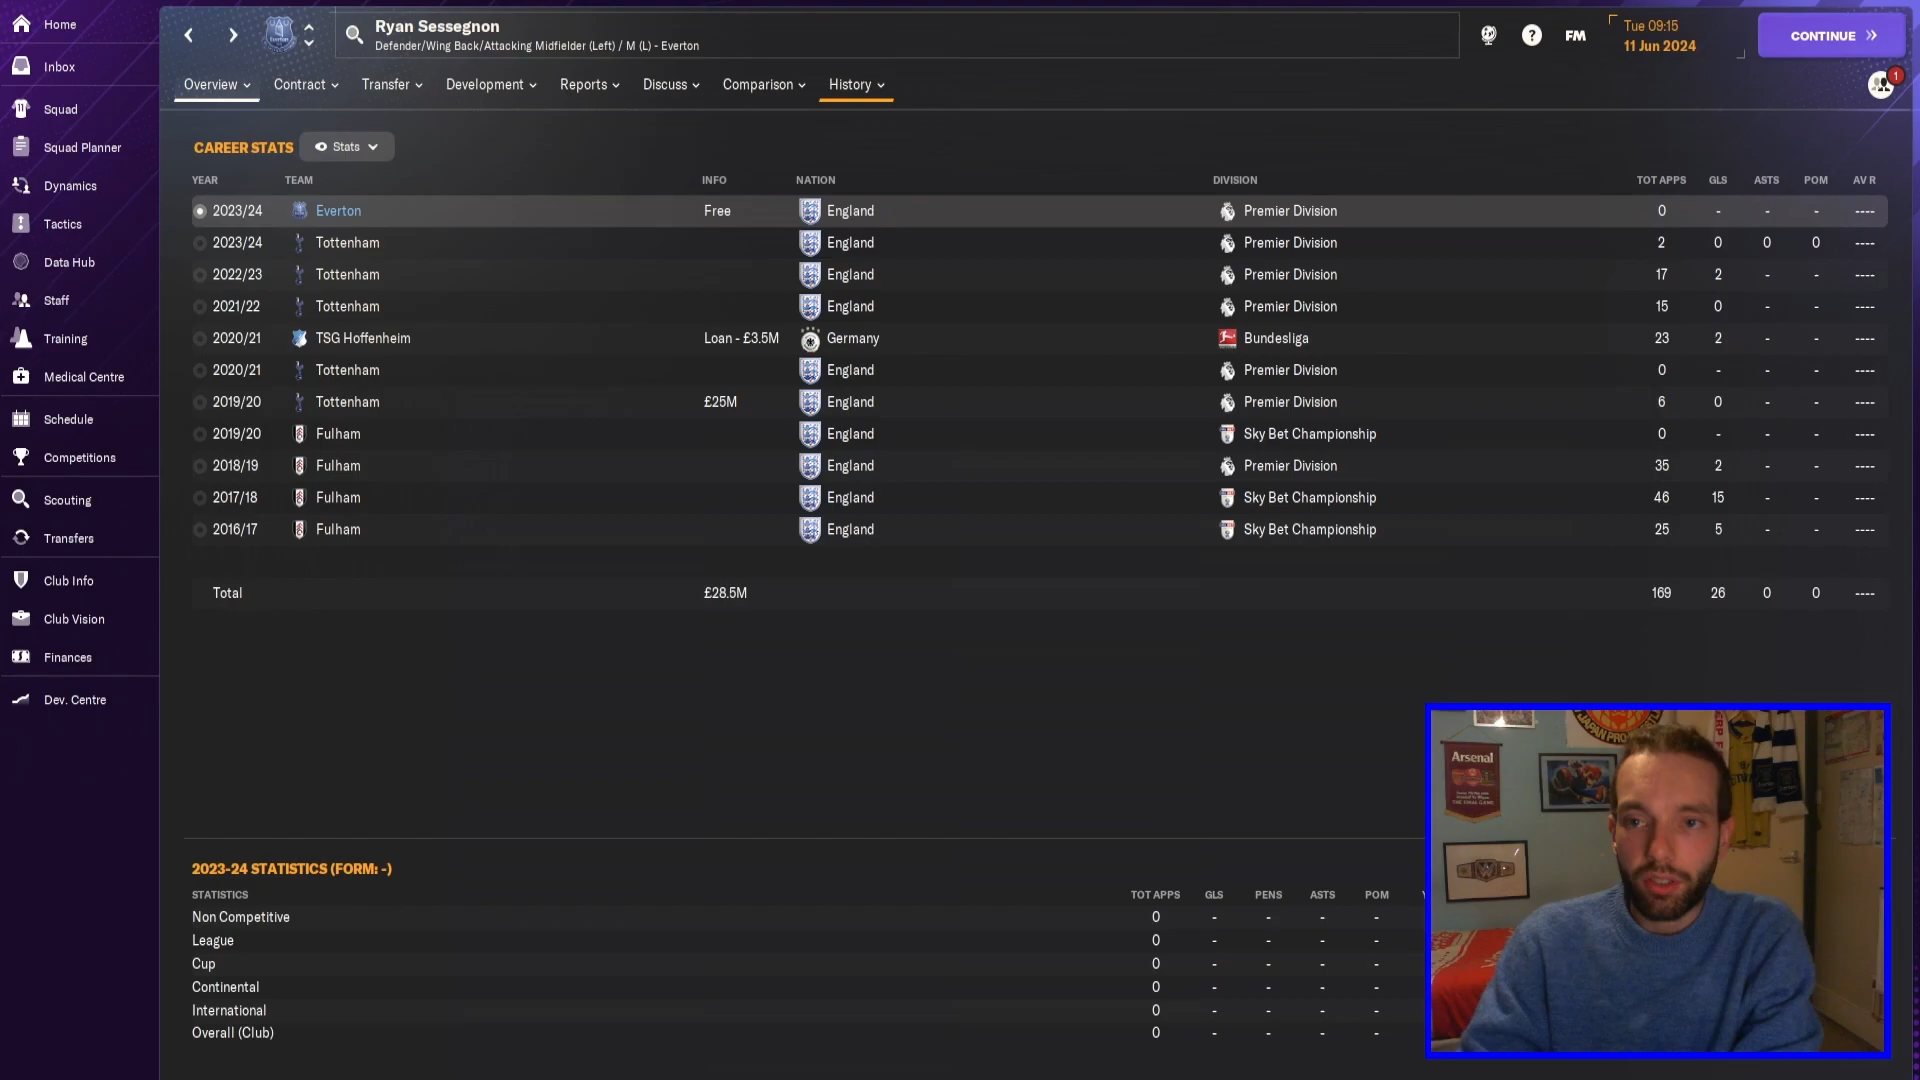 Home
Inbox
Squad
Squad Planner
Dynamics
Tactics
Data Hub
Staff
Training
Medical Centre
Schedule
Competitions
Scouting
Transfers
Club Info
Club Vision
Finances
Dev. Centre
Ryan Sessegnon
Defender/Wing Back/Attacking Midfielder (Left) / M (L) - Everton
? FM
Tue 09:15
11 Jun 2024
CONTINUE
1
Overview Contract Transfer Development Reports Discuss Comparison History
CAREER STATS Stats
YEAR TEAM INFO NATION DIVISION TOT APPS GLS ASTS POM AV R
2023/24 Everton Free England Premier Division 0 - - - ----
2023/24 Tottenham England Premier Division 2 0 0 0 ----
2022/23 Tottenham England Premier Division 17 2 - - ----
2021/22 Tottenham England Premier Division 15 0 - - ----
2020/21 TSG Hoffenheim Loan - £3.5M Germany Bundesliga 23 2 - - ----
2020/21 Tottenham England Premier Division 0 - - - ----
2019/20 Tottenham £25M England Premier Division 6 0 - - ----
2019/20 Fulham England Sky Bet Championship 0 - - - ----
2018/19 Fulham England Premier Division 35 2 - - ----
2017/18 Fulham England Sky Bet Championship 46 15 - - ----
2016/17 Fulham England Sky Bet Championship 25 5 - - ----
Total £28.5M 169 26 0 0 ----
2023-24 STATISTICS (FORM: -)
STATISTICS TOT APPS GLS PENS ASTS POM
Non Competitive 0 - - - -
League 0 - - - -
Cup 0 - - - -
Continental 0 - - - -
International 0 - - - -
Overall (Club) 0 - - - -
Arsenal